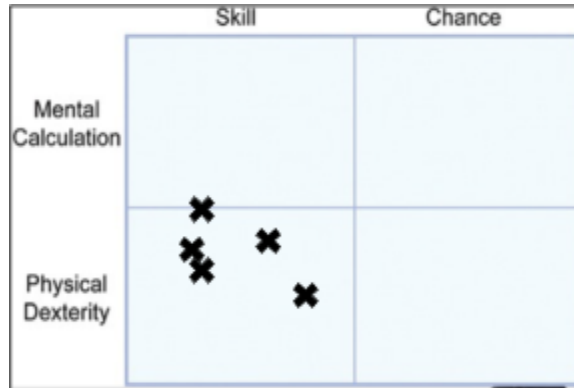 Skill
Chance
Mental
Calculation
Physical
Dexterity